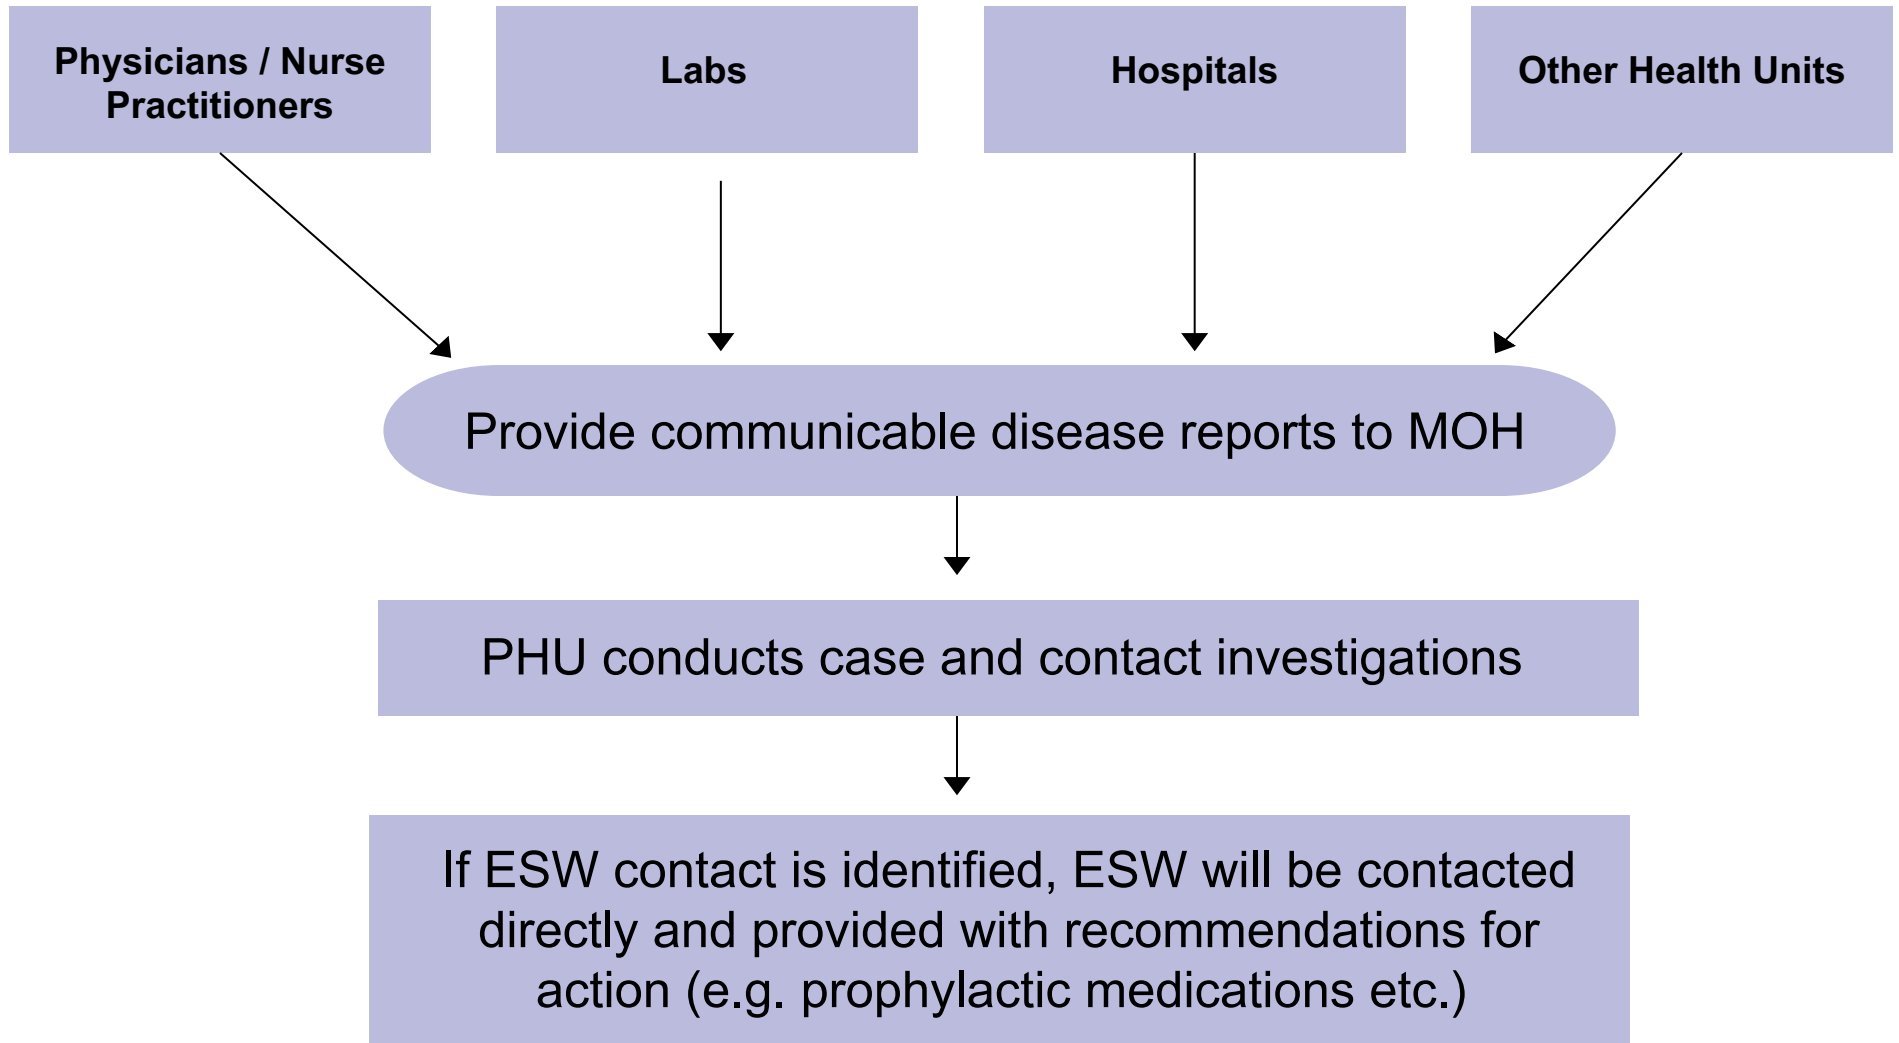 Physicians / Nurse
Practitioners
Labs
Hospitals
Other Health Units
Provide communicable disease reports to MOH
PHU conducts case and contact investigations
If ESW contact is identified, ESW will be contacted
directly and provided with recommendations for
action (e.g. prophylactic medications etc.)